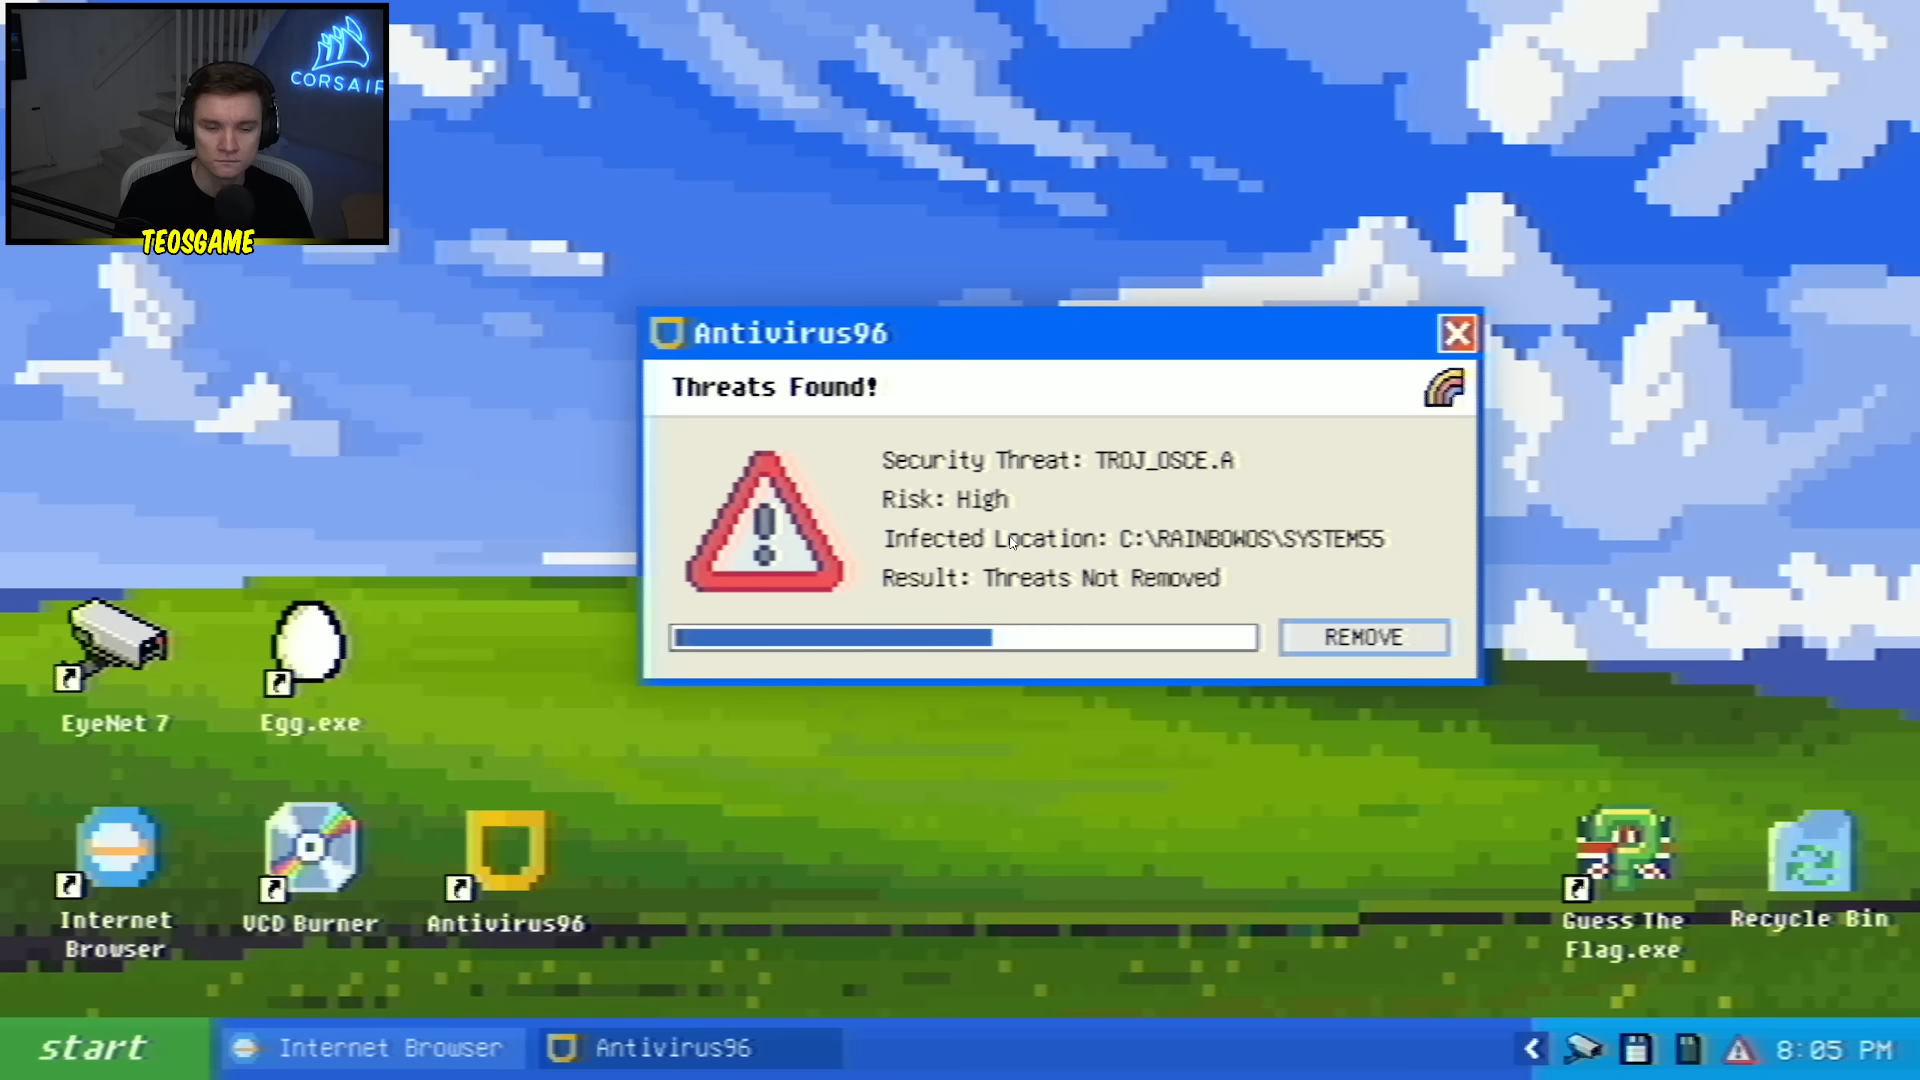 CORSAIR
TEOSGAME
Antivirus96
Threats Found!
Security Threat: TROJ_OSCE.A
Risk: High
Infected Location: C:\RAINBOWOS\SYSTEM55
Result: Threats Not Removed
REMOVE
EyeNet 7
Egg.exe
Internet
Browser
VCD Burner
Antivirus96
Guess The
Flag.exe
Recycle Bin
start
Internet Browser
Antivirus96
8:05 PM